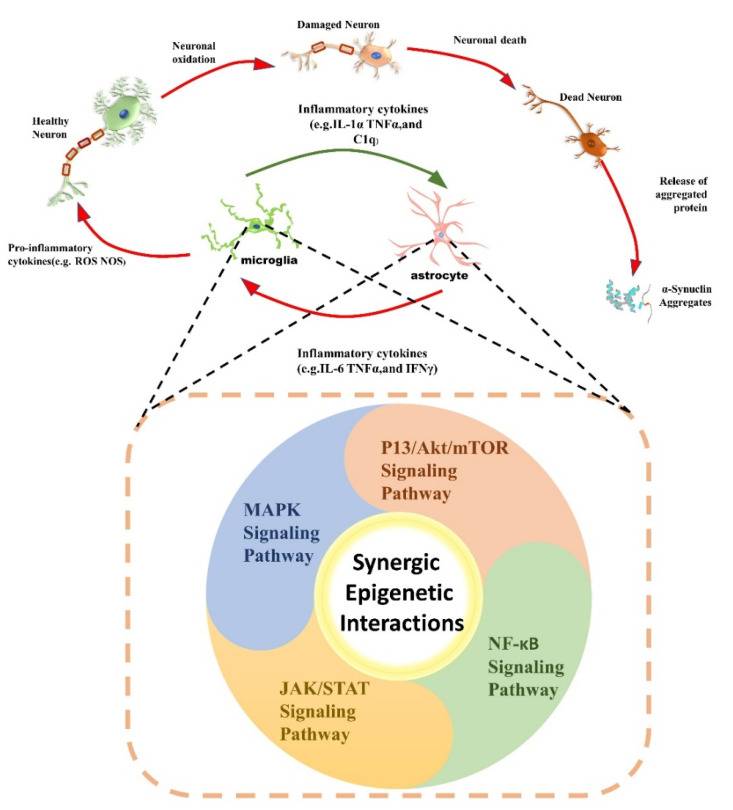 Damaged Neuron
Neuronal
oxidation
Neuronal death
Healthy
Neuron
Inflammatory cytokines
(e.g.IL-1α TNFα,and
C1q)
Dead Neuron
Release of
aggregated
protein
Pro-inflammatory
cytokines(e.g. ROS NOS)
microglia
astrocyte
α-Synuclin
Aggregates
Inflammatory cytokines
(e.g.IL-6 TNFα,and IFNγ)
P13/Akt/mTOR
Signaling
Pathway
MAPK
Signaling
Pathway
Synergic
Epigenetic
Interactions
NF-κB
Signaling
Pathway
JAK/STAT
Signaling
Pathway